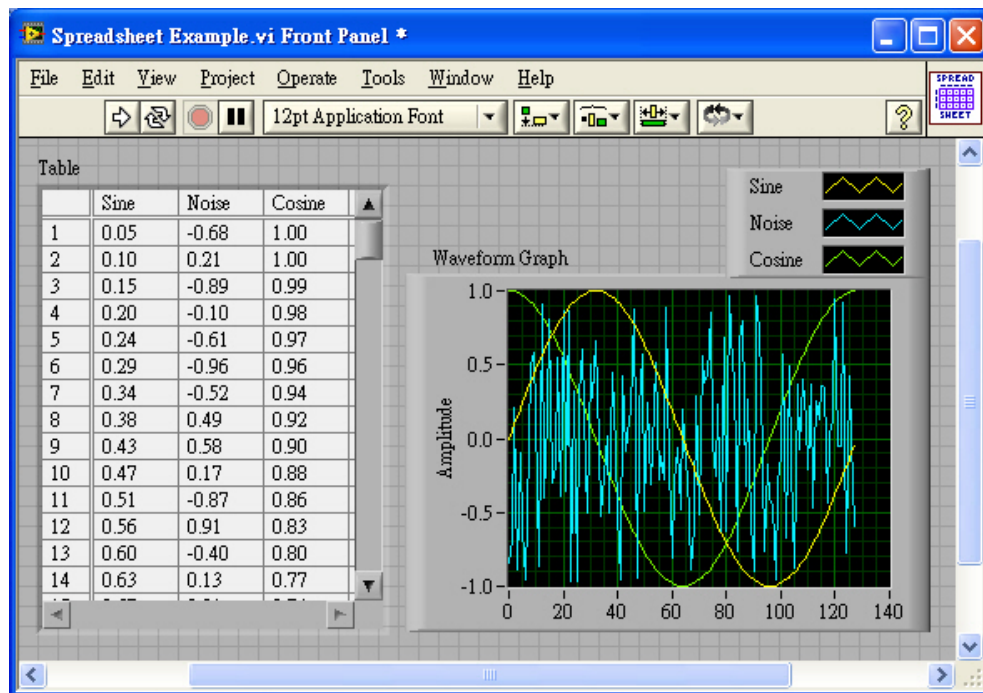 Spreadsheet Example.vi Front Panel *
File Edit View Project Operate Tools Window Help
12pt Application Font
?
SPREAD
SHEET
Table
Sine Noise Cosine
1 0.05 -0.68 1.00
2 0.10 0.21 1.00
3 0.15 -0.89 0.99
4 0.20 -0.10 0.98
5 0.24 -0.61 0.97
6 0.29 -0.96 0.96
7 0.34 -0.52 0.94
8 0.38 0.49 0.92
9 0.43 0.58 0.90
10 0.47 0.17 0.88
11 0.51 -0.87 0.86
12 0.56 0.91 0.83
13 0.60 -0.40 0.80
14 0.63 0.13 0.77
Sine
Noise
Cosine
Waveform Graph
Amplitude
1.0
0.5
0.0
-0.5
-1.0
0 20 40 60 80 100 120 140